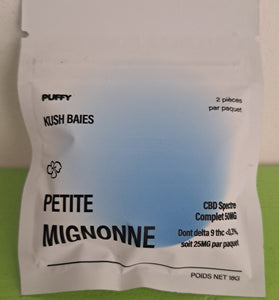 PUFFY
2 pièces
par paquet
KUSH BAIES
PETITE
MIGNONNE
CBD Spectre
Complet 50MG
Dont delta 9 thc <0,3%
soit 25MG par paquet
POIDS NET 18G